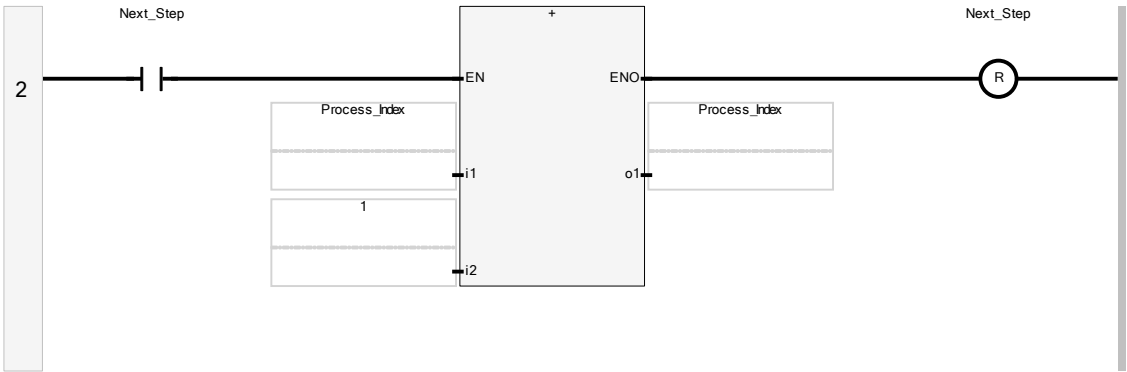 Next_Step
+
Next_Step
2
EN
ENO
R
Process_Index
Process_Index
i1
o1
1
i2